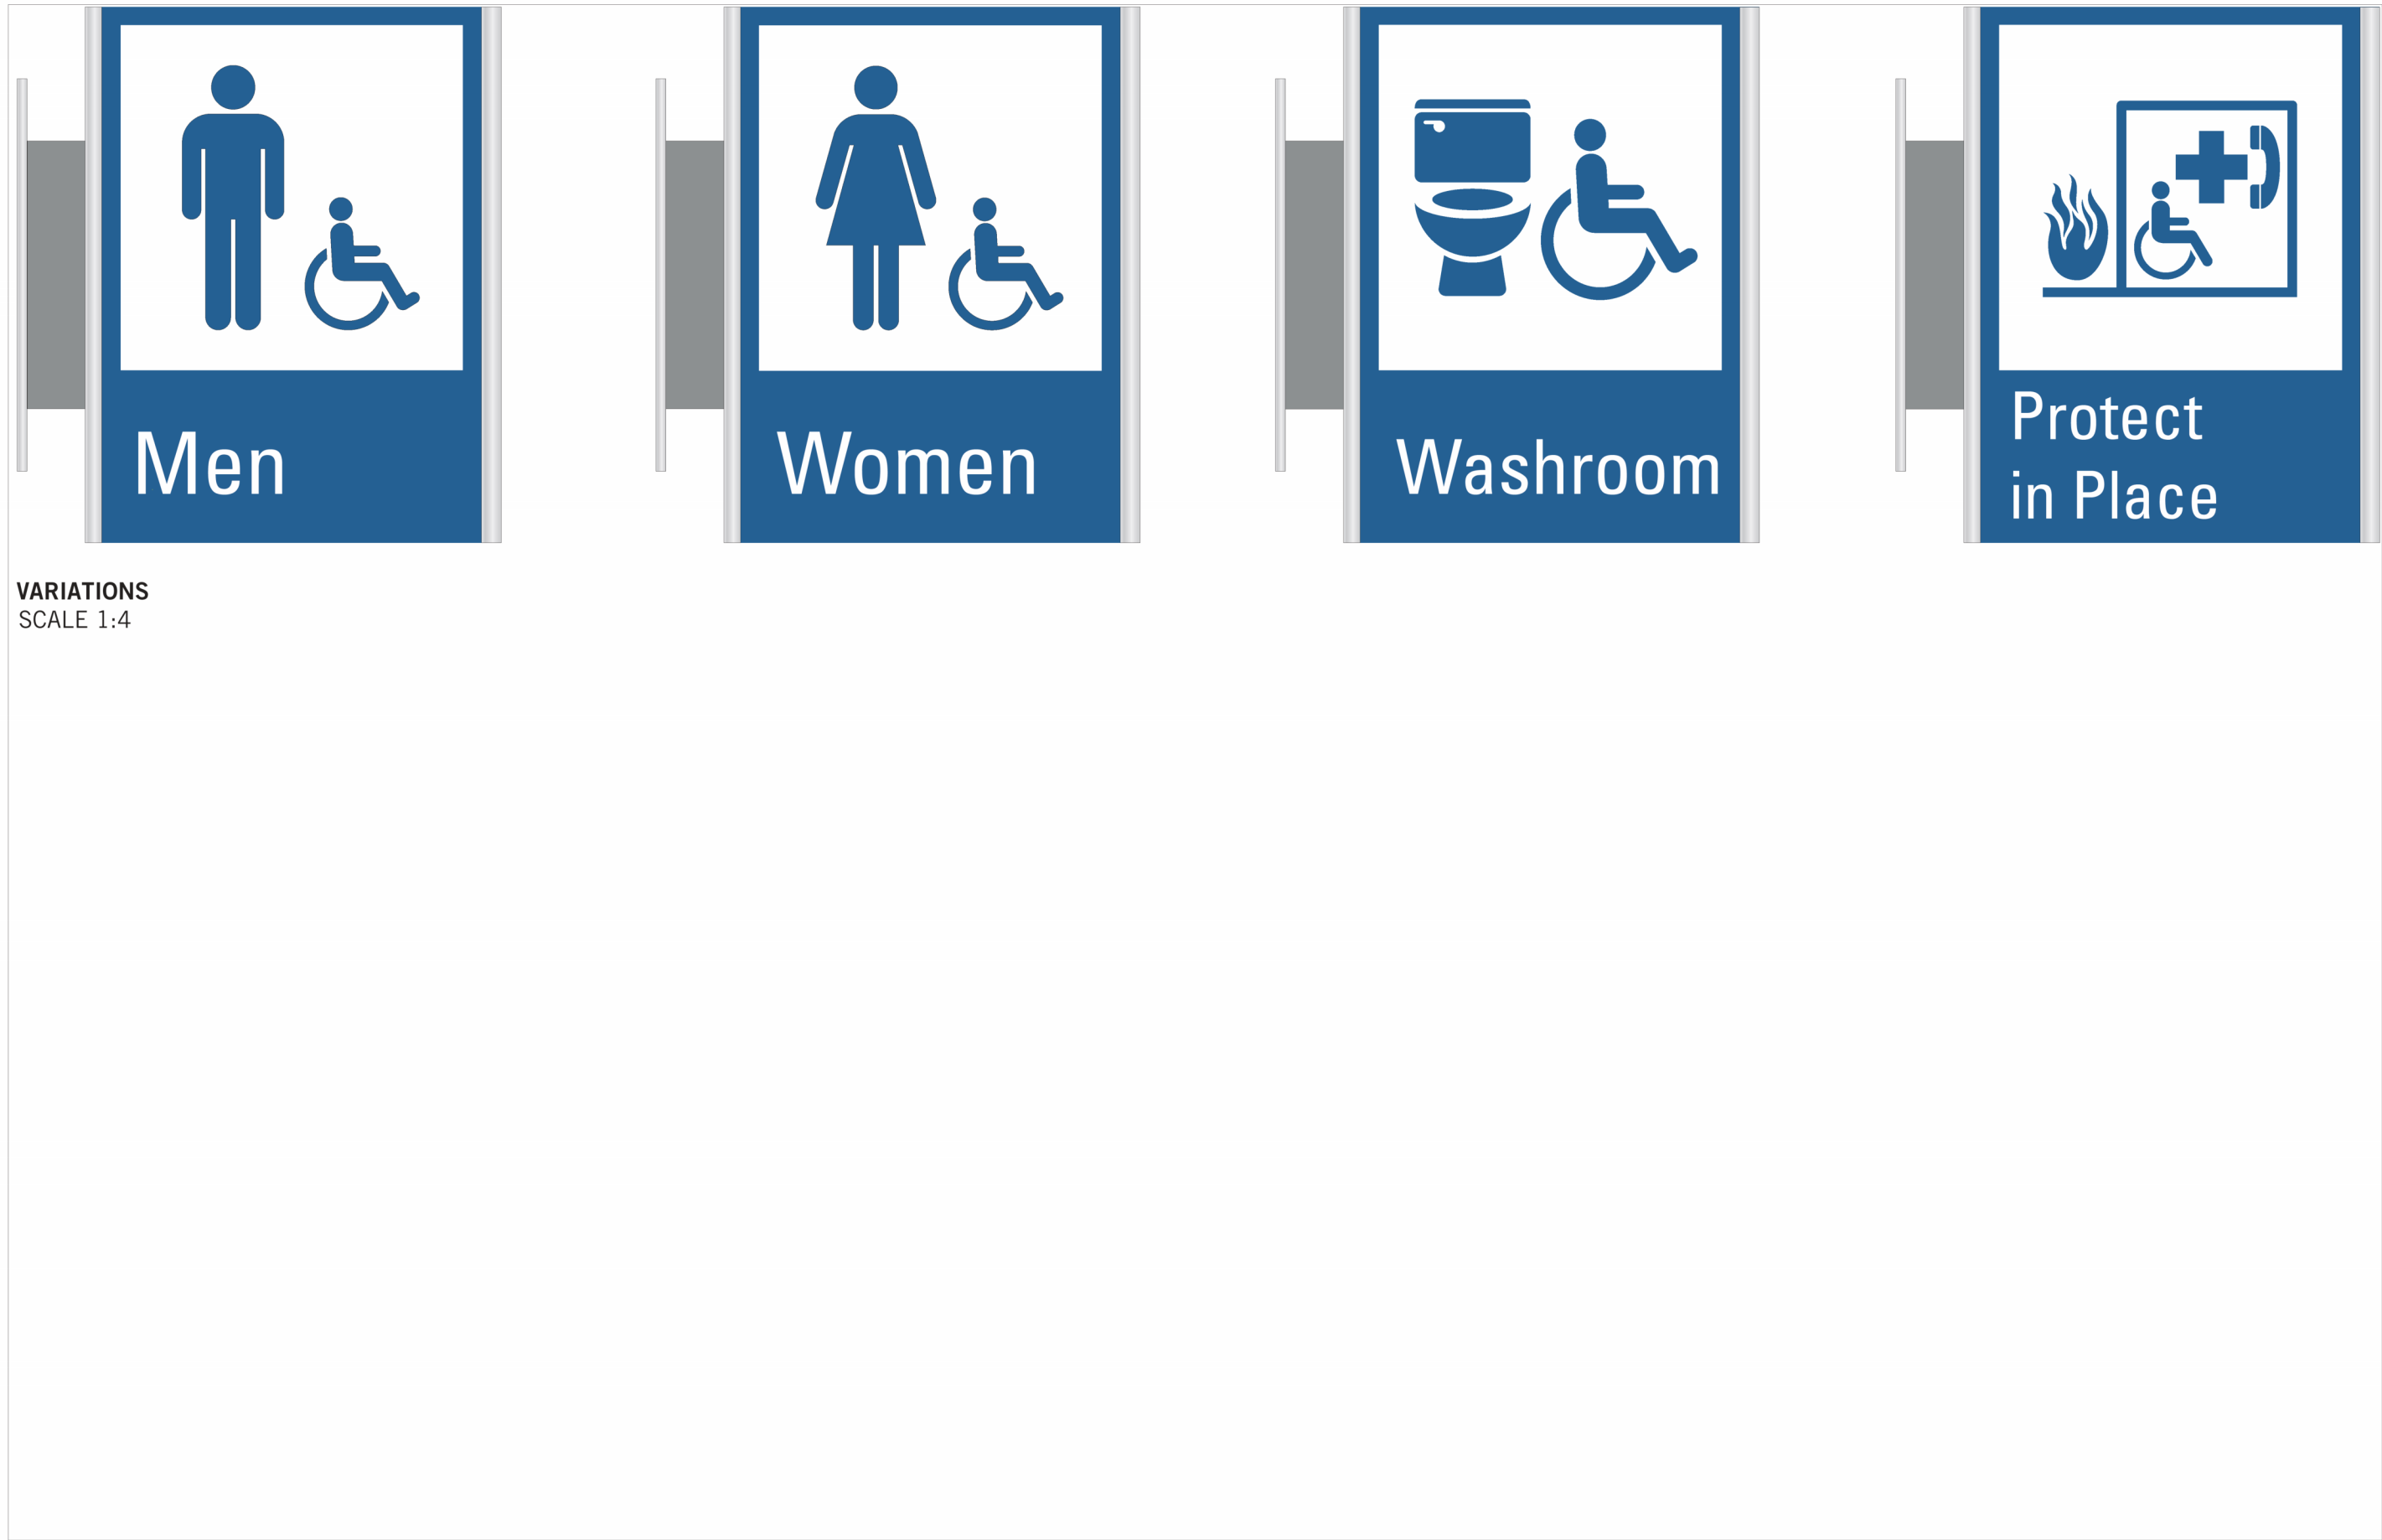 Men
Women
Washroom
Protect
in Place
VARIATIONS
SCALE 1:4